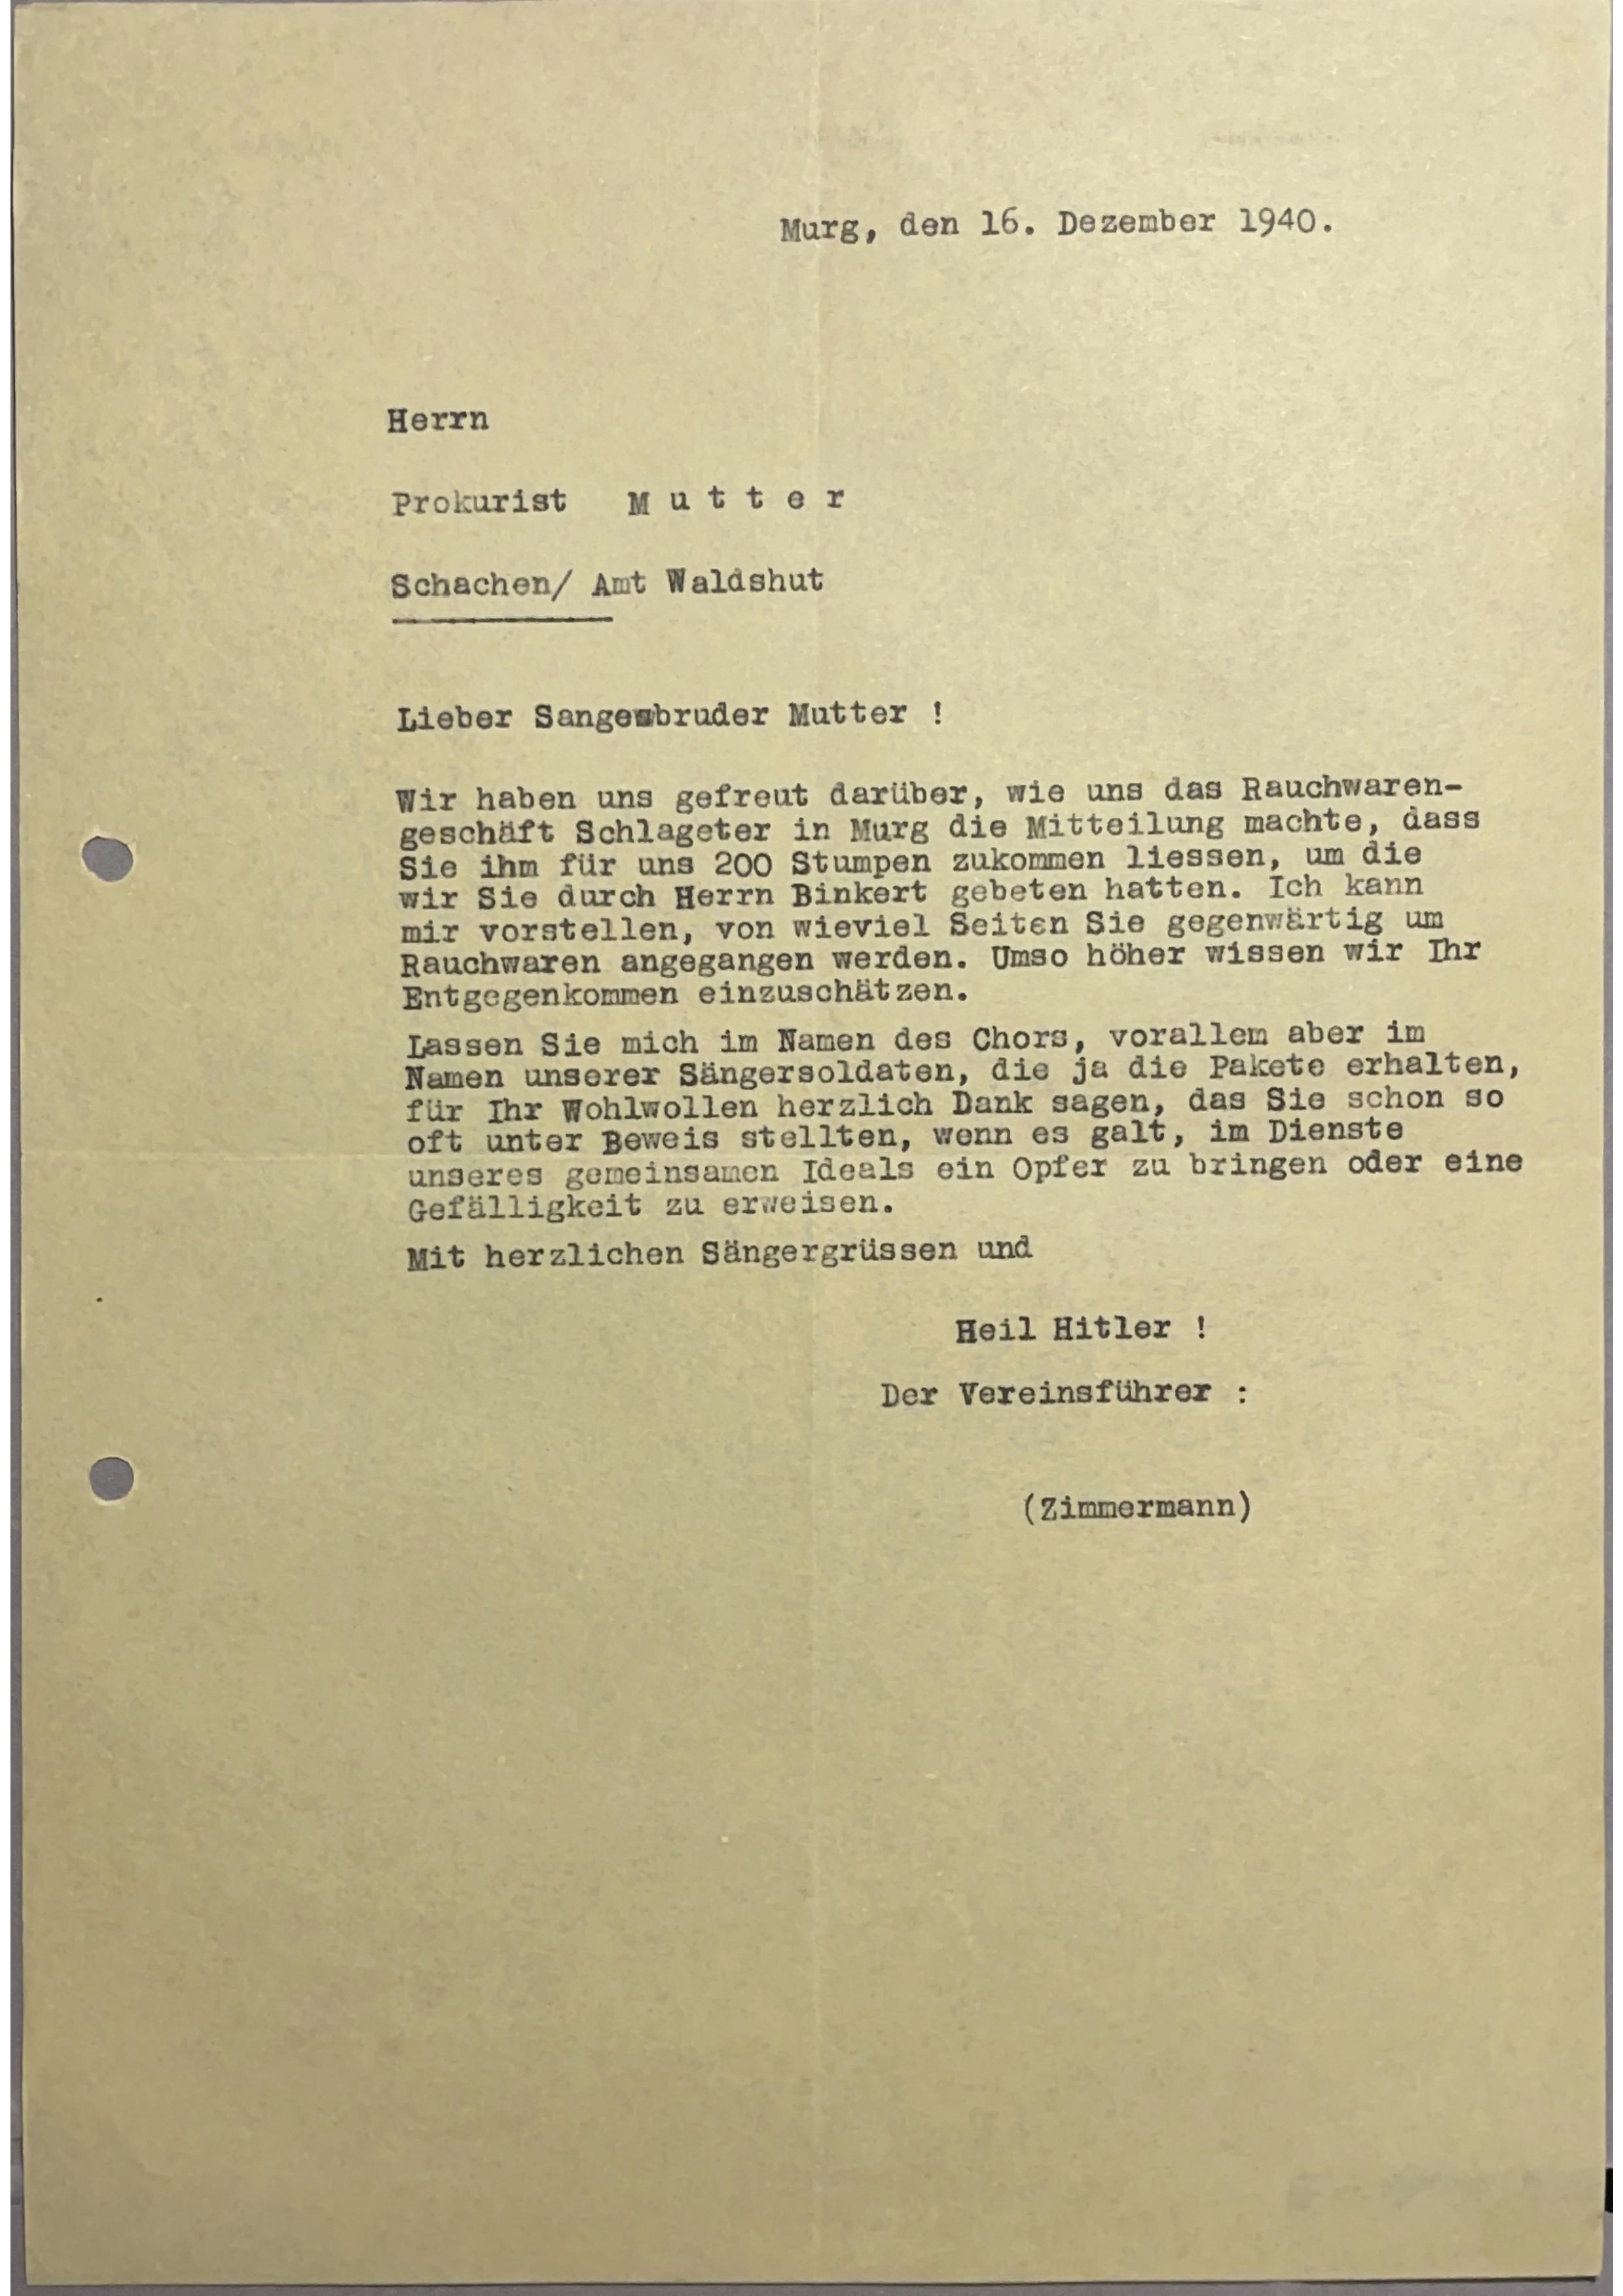 Murg, den 16. Dezember 1940.
Herrn
Prokurist M u t t e r
Schachen/ Amt Waldshut
Lieber Sangesbruder Mutter !
Wir haben uns gefreut darüber, wie uns das Rauchwaren-
geschäft Schlageter in Murg die Mitteilung machte, dass
Sie ihm für uns 200 Stumpen zukommen liessen, um die
wir Sie durch Herrn Binkert gebeten hatten. Ich kann
mir vorstellen, von wieviel Seiten Sie gegenwärtig um
Rauchwaren angegangen werden. Umso höher wissen wir Ihr
Entgegenkommen einzuschätzen.
Lassen Sie mich im Namen des Chors, vorallem aber im
Namen unserer Sängersoldaten, die ja die Pakete erhalten,
für Ihr Wohlwollen herzlich Dank sagen, das Sie schon so
oft unter Beweis stellten, wenn es galt, im Dienste
unseres gemeinsamen Ideals ein Opfer zu bringen oder eine
Gefälligkeit zu erweisen.
Mit herzlichen Sängergrüssen und
Heil Hitler !
Der Vereinsführer :
(Zimmermann)